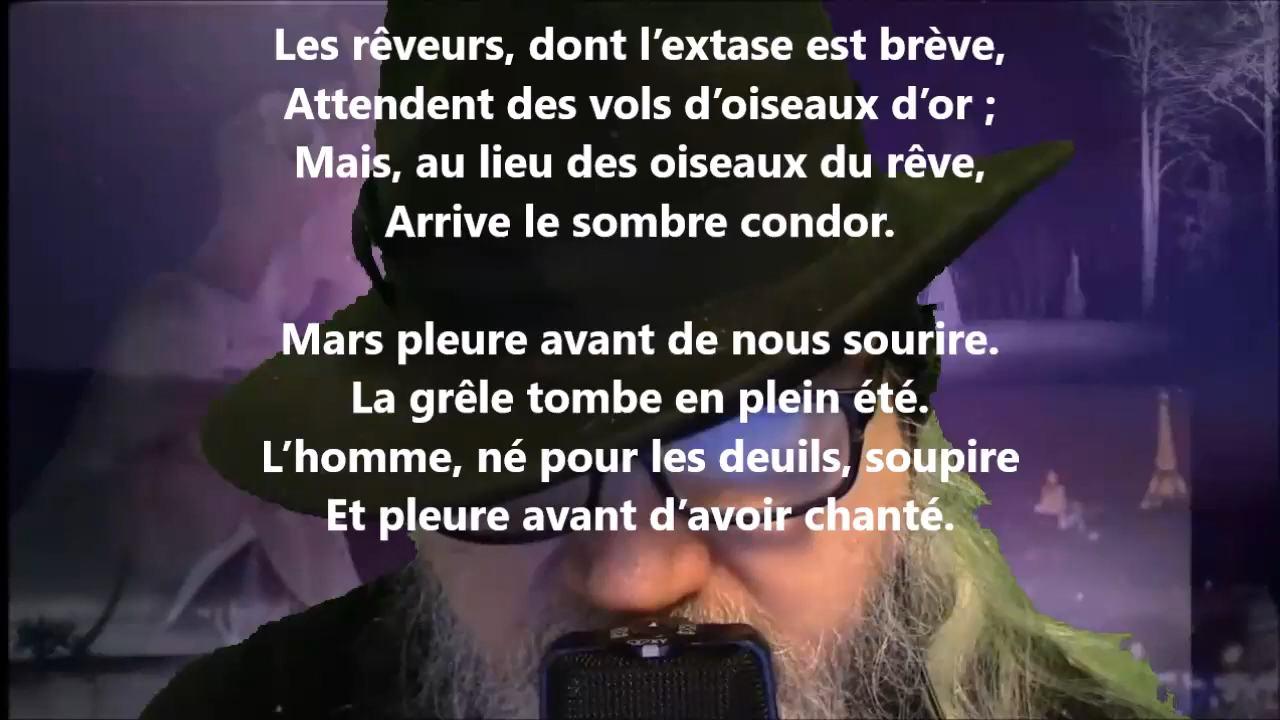 Les rêveurs, dont l’extase est brève,
Attendent des vols d’oiseaux d’or ;
Mais, au lieu des oiseaux du rêve,
Arrive le sombre condor.
Mars pleure avant de nous sourire.
La grêle tombe en plein été.
L’homme, né pour les deuils, soupire
Et pleure avant d’avoir chanté.